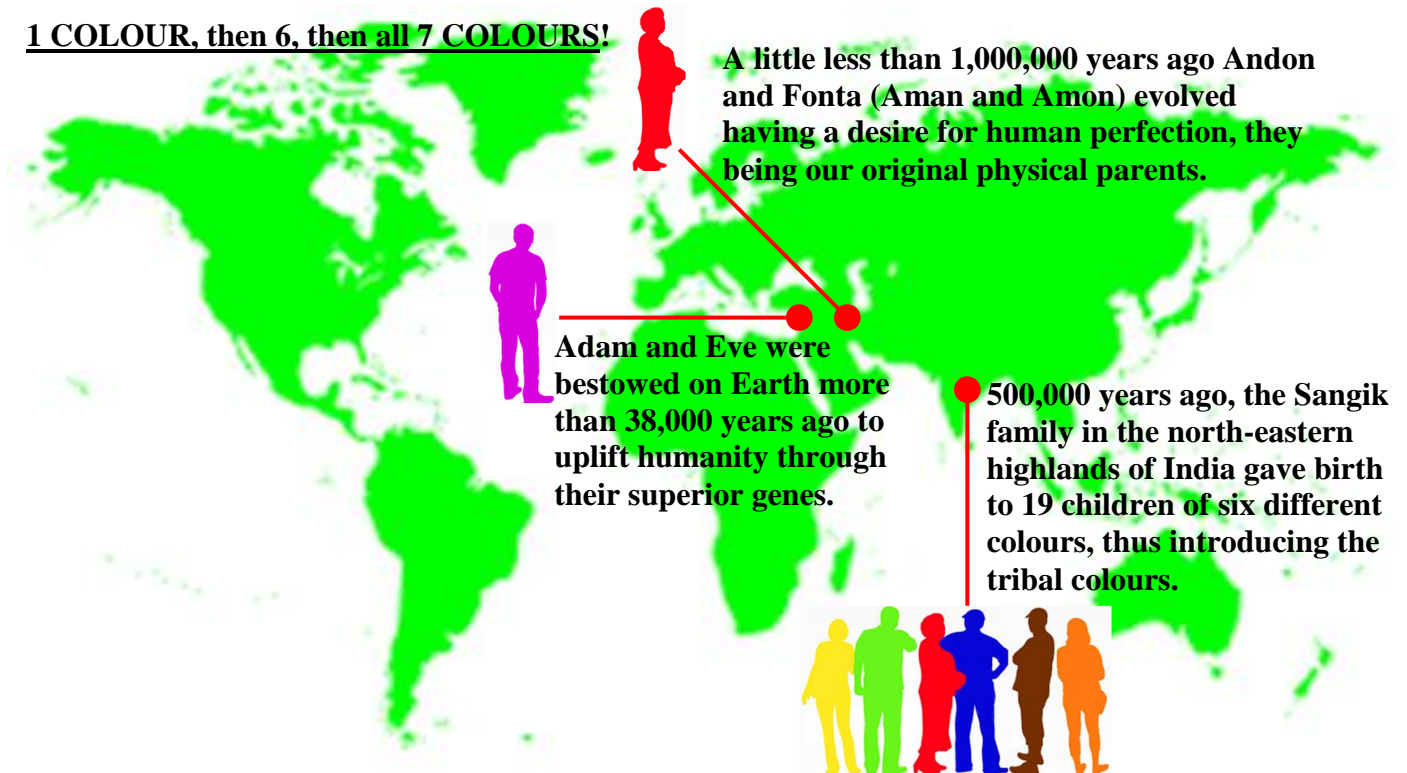 1 COLOUR, then 6, then all 7 COLOURS!
A little less than 1,000,000 years ago Andon
and Fonta (Aman and Amon) evolved
having a desire for human perfection, they
being our original physical parents.
Adam and Eve were
bestowed on Earth more
than 38,000 years ago to
uplift humanity through
their superior genes.
500,000 years ago, the Sangik
family in the north-eastern
highlands of India gave birth
to 19 children of six different
colours, thus introducing the
tribal colours.